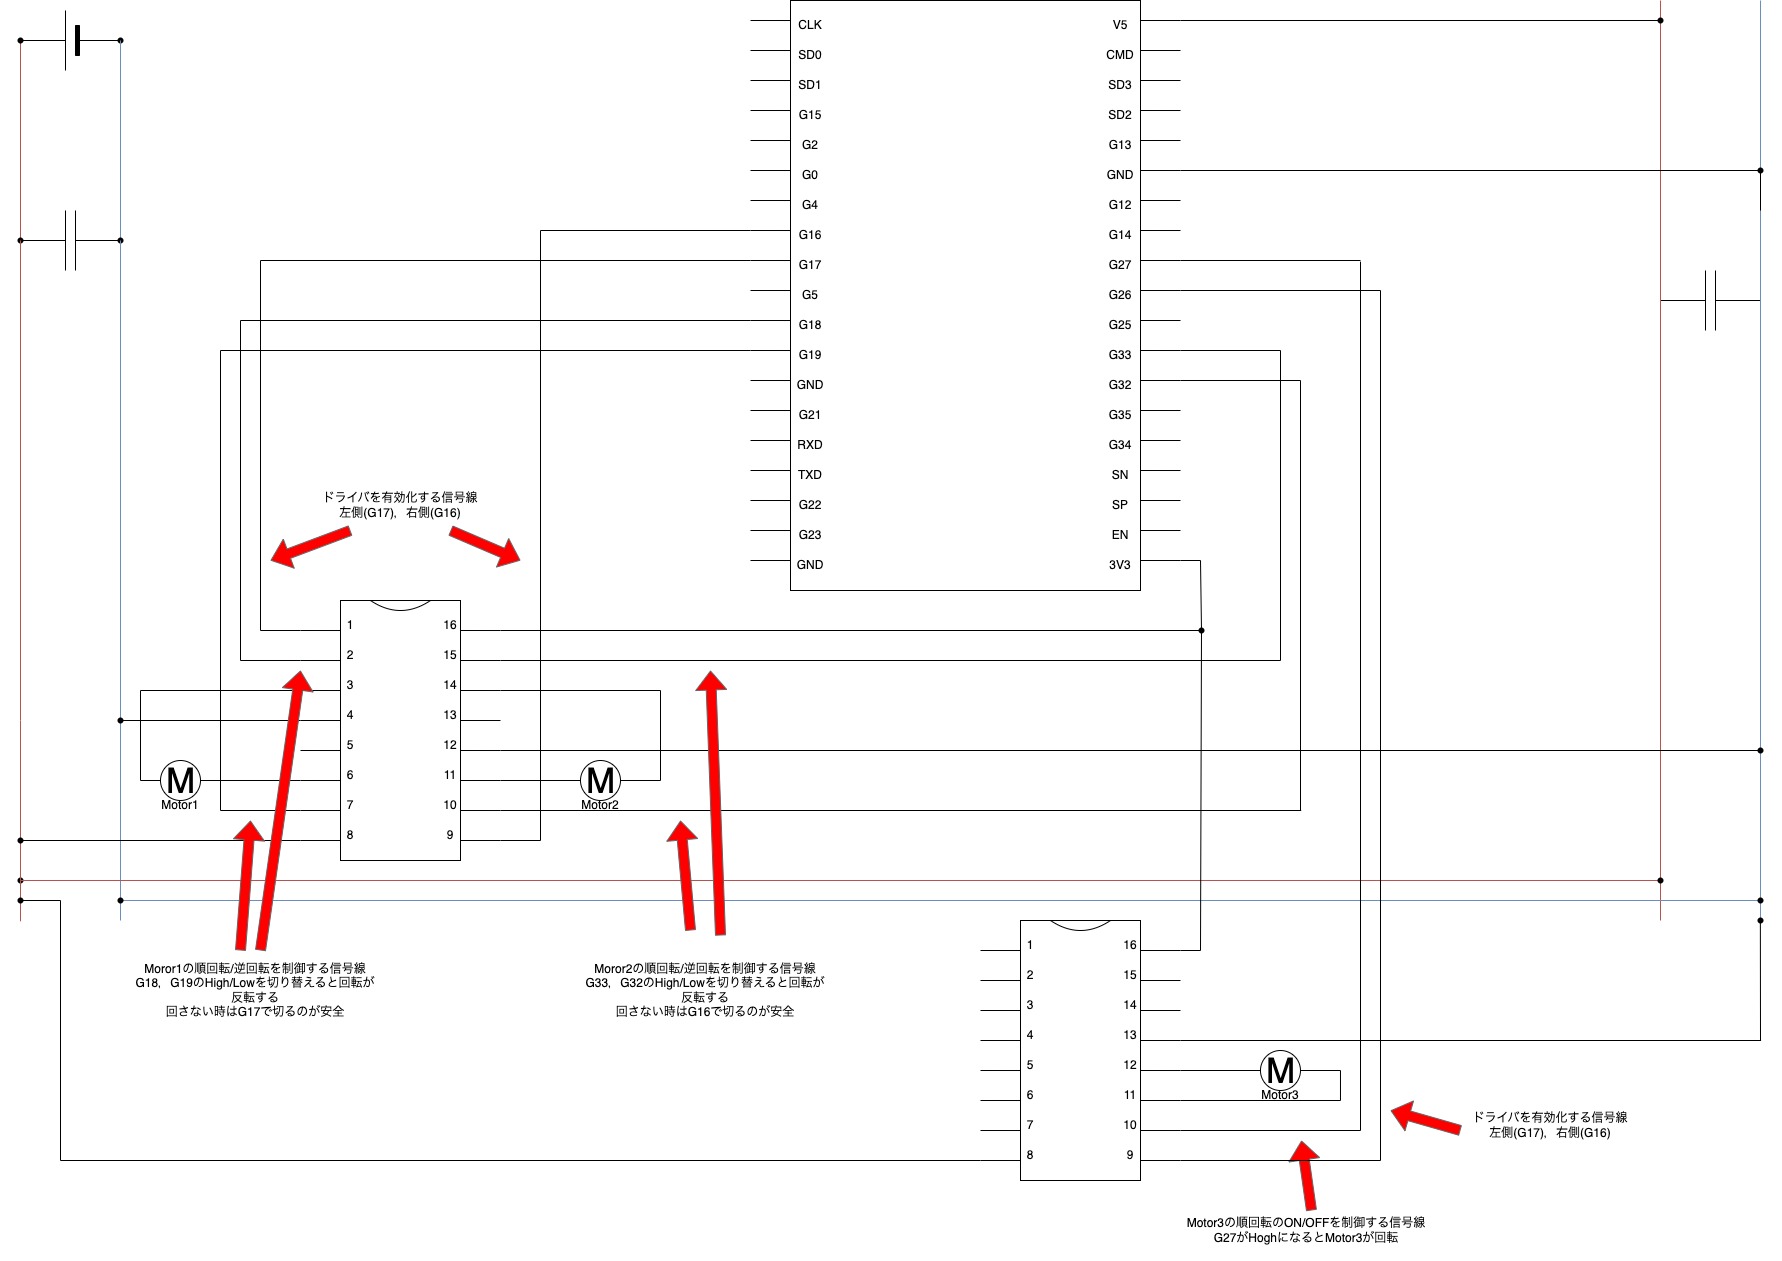 CLK
SD0
SD1
G15
G2
G0
G4
G16
G17
G5
G18
G19
GND
G21
RXD
TXD
G22
G23
GND
V5
CMD
SD3
SD2
G13
GND
G12
G14
G27
G26
G25
G33
G32
G35
G34
SN
SP
EN
3V3
ドライバを有効化する信号線
左側(G17),右側(G16)
1
2
3
4
5
6
7
8
16
15
14
13
12
11
10
9
M
Motor1
M
Motor2
Moror1の順回転/逆回転を制御する信号線
G18,G19のHigh/Lowを切り替えると回転が
反転する
回さない時はG17で切るのが安全
Moror2の順回転/逆回転を制御する信号線
G33,G32のHigh/Lowを切り替えると回転が
反転する
回さない時はG16で切るのが安全
1
2
3
4
5
6
7
8
16
15
14
13
12
11
10
9
M
Motor3
ドライバを有効化する信号線
左側(G17),右側(G16)
Motor3の順回転のON/OFFを制御する信号線
G27がHoghになるとMotor3が回転